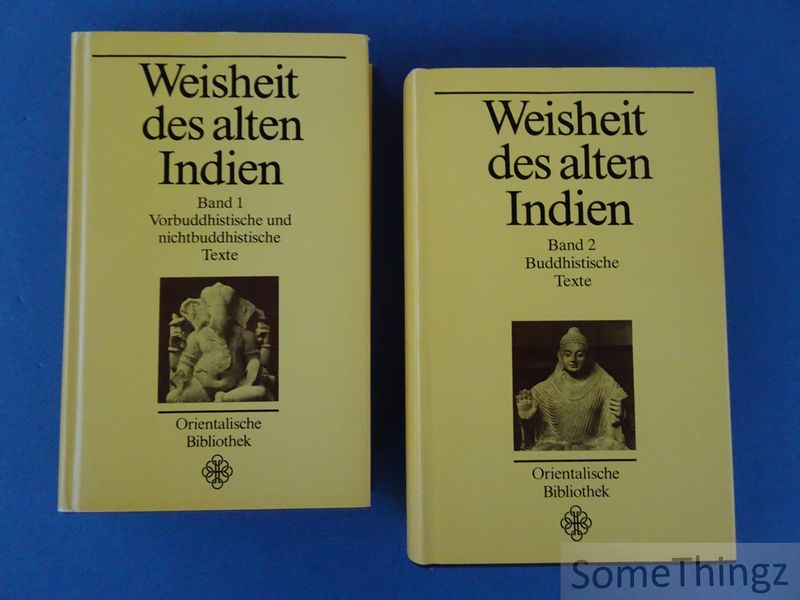 Weisheit
des alten
Indien
Band 1
Vorbuddhistische und
nichtbuddhistische
Texte
Orientalische
Bibliothek
Weisheit
des alten
Indien
Band 2
Buddhistische
Texte
Orientalische
Bibliothek
SomeThingz